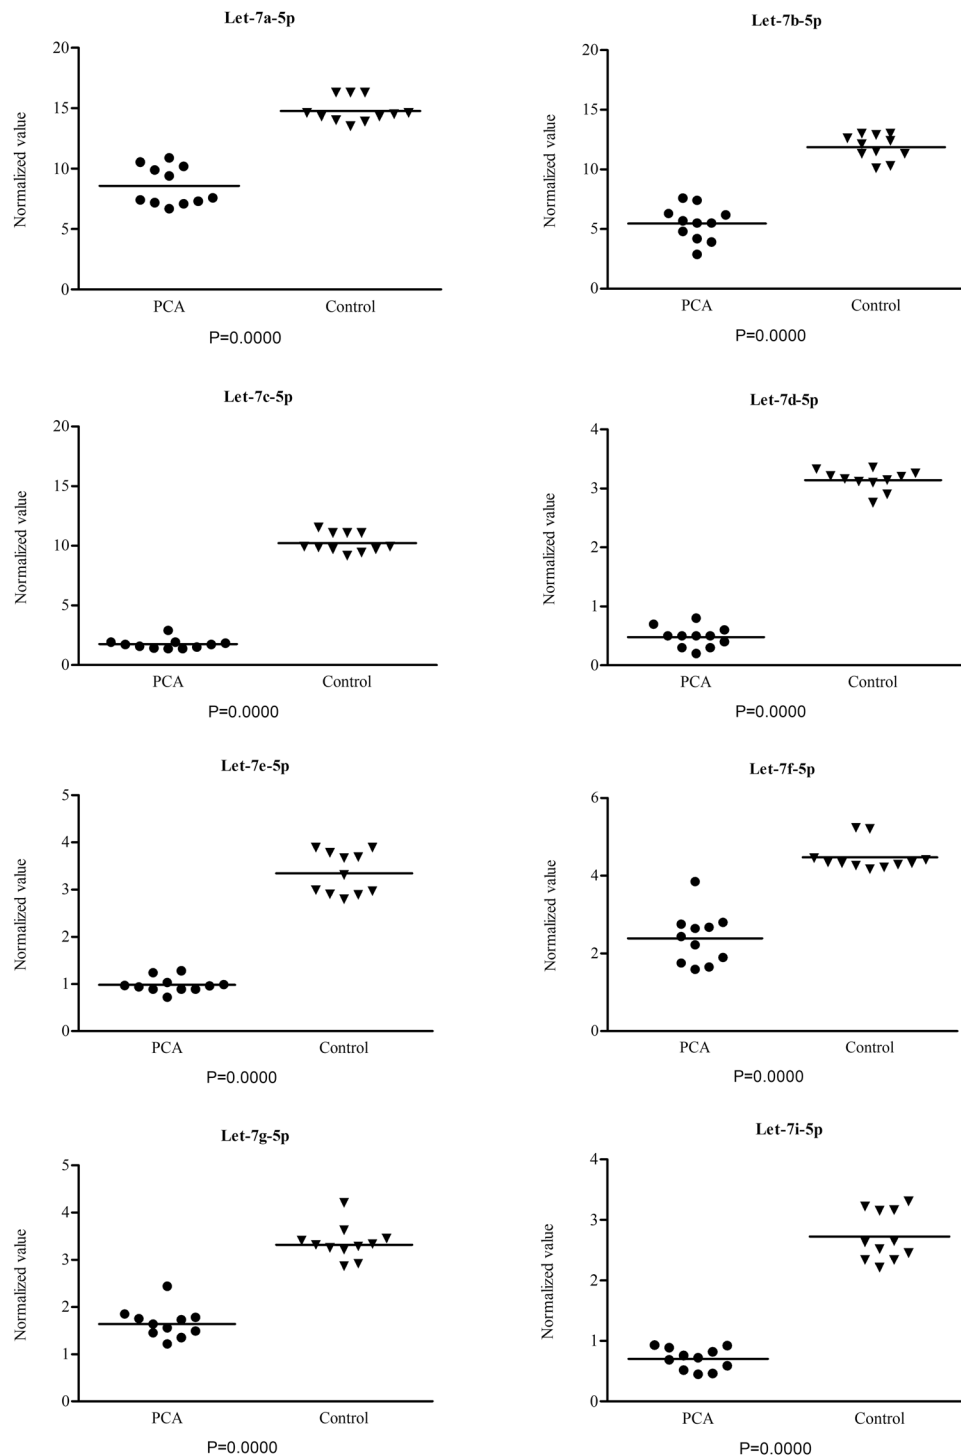 Let-7a-5p
20
15
10
5
0
Normalized value
PCA
Control
P=0.0000
Let-7b-5p
20
15
10
5
0
Normalized value
PCA
Control
P=0.0000
Let-7c-5p
20
15
10
5
0
Normalized value
PCA
Control
P=0.0000
Let-7d-5p
4
3
2
1
0
Normalized value
PCA
Control
P=0.0000
Let-7e-5p
5
4
3
2
1
0
Normalized value
PCA
Control
P=0.0000
Let-7f-5p
6
4
2
0
Normalized value
PCA
Control
P=0.0000
Let-7g-5p
5
4
3
2
1
0
Normalized value
PCA
Control
P=0.0000
Let-7i-5p
4
3
2
1
0
Normalized value
PCA
Control
P=0.0000